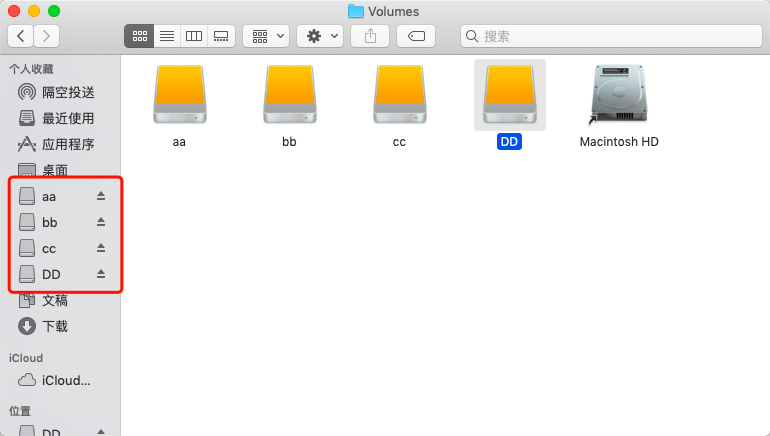 Volumes
搜索
个人收藏
隔空投送
最近使用
应用程序
桌面
aa
bb
cc
DD
文稿
下载
iCloud
iCloud...
位置
DD
aa
bb
cc
DD
Macintosh HD